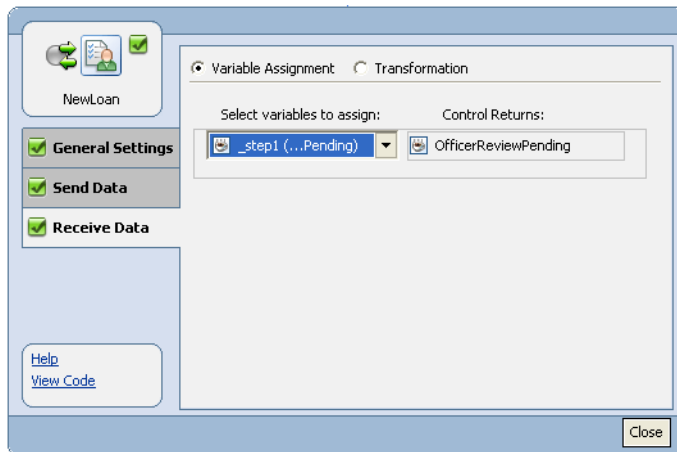 NewLoan
General Settings
Send Data
Receive Data
Help
View Code
Variable Assignment Transformation
Select variables to assign: Control Returns:
_step1 (...Pending) OfficerReviewPending
Close